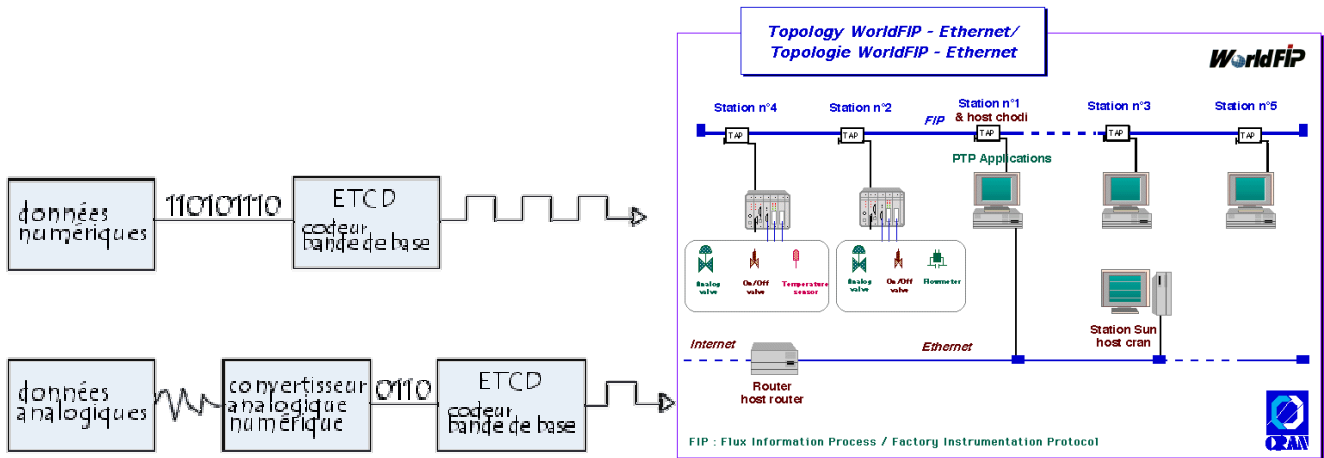 données
numériques
110101110
ETCD
codeur
bande de base
données
analogiques
convertisseur
analogique
numérique
0110
ETCD
codeur
bande de base
Topology WorldFIP - Ethernet/
Topologie WorldFIP - Ethernet
WorldFIP
Station n°4
Station n°2
Station n°1
& host chodi
Station n°3
Station n°5
FIP
TAP
TAP
TAP
TAP
TAP
PTP Applications
Analog
valve
On/Off
valve
Temperature
sensor
Analog
valve
On/Off
valve
Flowmeter
Station Sun
host cran
Internet
Ethernet
Router
host router
FIP : Flux Information Process / Factory Instrumentation Protocol
CRAN